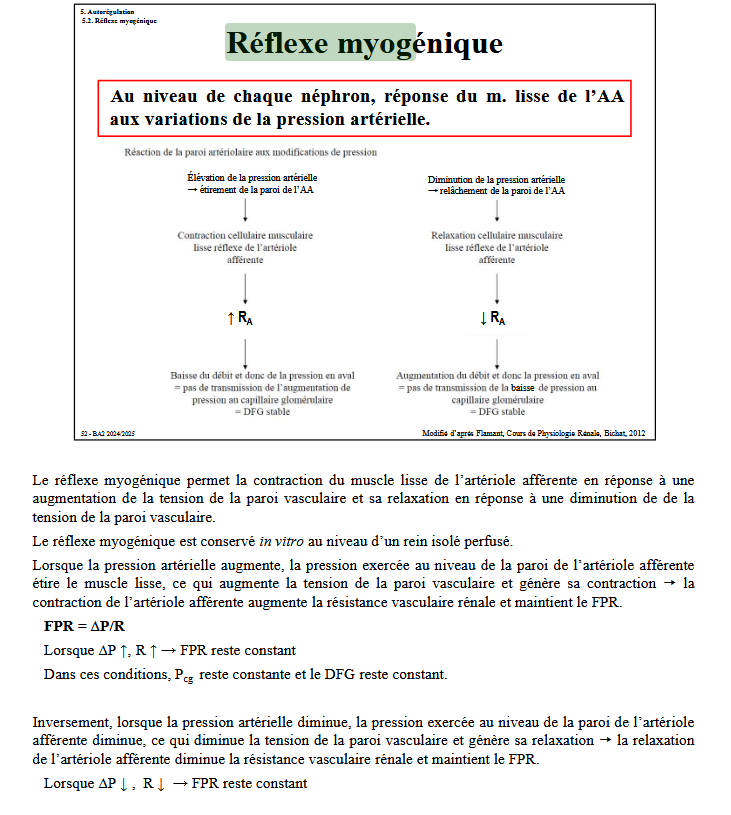 5. Autorégulation
5.2. Réflexe myogénique
Réflexe myogénique
Au niveau de chaque néphron, réponse du m. lisse de l'AA
aux variations de la pression artérielle.
Réaction de la paroi artériolaire aux modifications de pression
Élévation de la pression artérielle
→ étirement de la paroi de l'AA
Contraction cellulaire musculaire
lisse réflexe de l'artériole
afférente
↑ RA
Baisse du débit et donc de la pression en aval
= pas de transmission de l'augmentation de
pression au capillaire glomérulaire
= DFG stable
Diminution de la pression artérielle
→ relâchement de la paroi de l'AA
Relaxation cellulaire musculaire
lisse réflexe de l'artériole
afférente
↓ RA
Augmentation du débit et donc la pression en aval
= pas de transmission de la baisse de pression au
capillaire glomérulaire
= DFG stable
52 - BA2 2024/2025
Modifié d'après Flamant, Cours de Physiologie Rénale, Bichat, 2012
Le réflexe myogénique permet la contraction du muscle lisse de l'artériole afférente en réponse à une
augmentation de la tension de la paroi vasculaire et sa relaxation en réponse à une diminution de de la
tension de la paroi vasculaire.
Le réflexe myogénique est conservé in vitro au niveau d'un rein isolé perfusé.
Lorsque la pression artérielle augmente, la pression exercée au niveau de la paroi de l'artériole afférente
étire le muscle lisse, ce qui augmente la tension de la paroi vasculaire et génère sa contraction → la
contraction de l'artériole afférente augmente la résistance vasculaire rénale et maintient le FPR.
FPR = ΔP/R
Lorsque ΔP ↑, R ↑ → FPR reste constant
Dans ces conditions, Pcg reste constante et le DFG reste constant.
Inversement, lorsque la pression artérielle diminue, la pression exercée au niveau de la paroi de l'artériole
afférente diminue, ce qui diminue la tension de la paroi vasculaire et génère sa relaxation → la relaxation
de l'artériole afférente diminue la résistance vasculaire rénale et maintient le FPR.
Lorsque ΔP ↓ , R ↓ → FPR reste constant